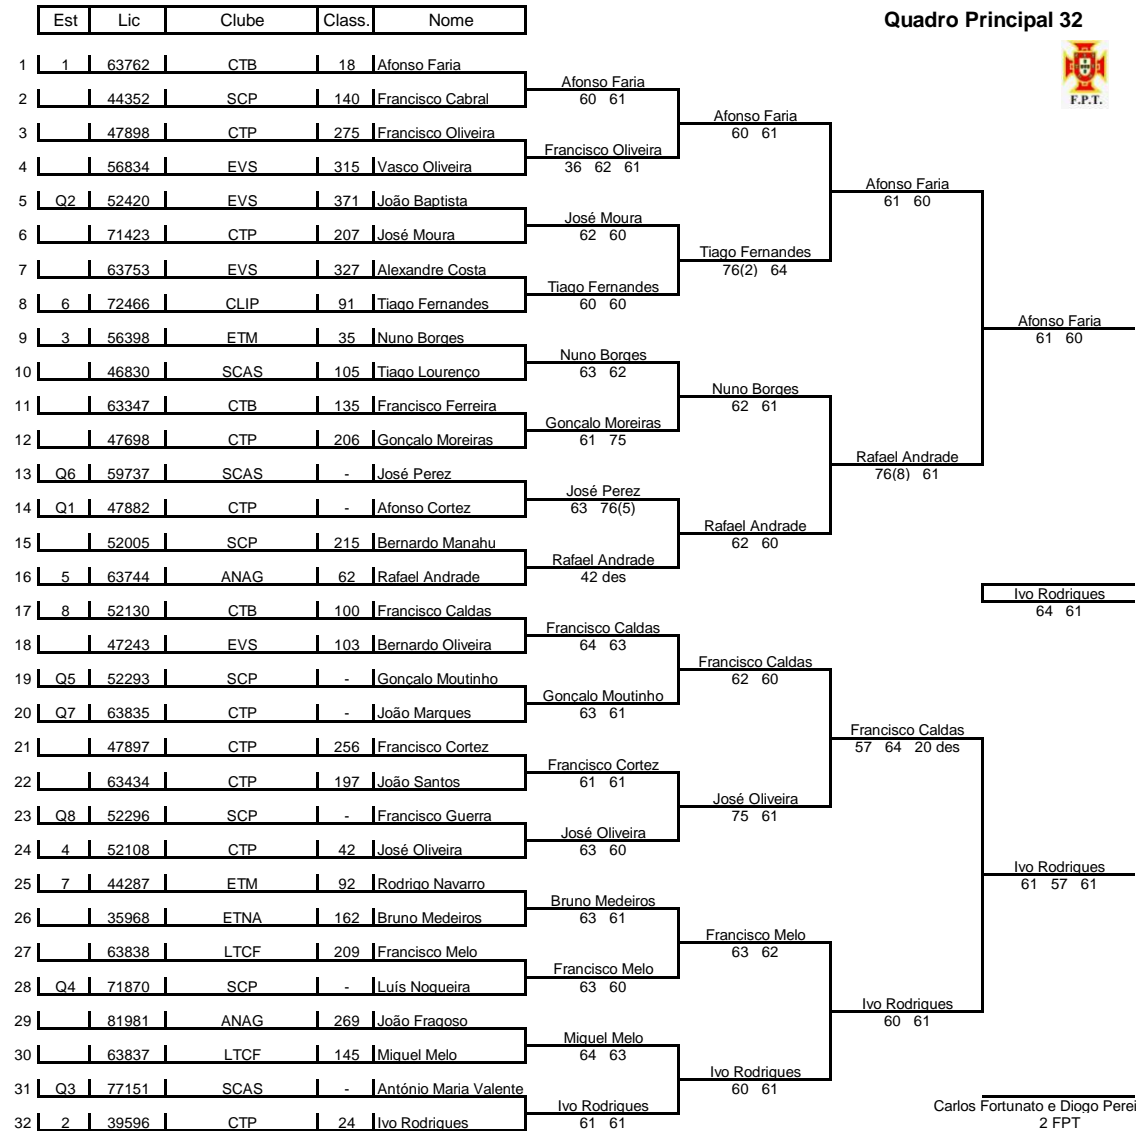 Quadro Principal 32
F.P.T.
Est Lic Clube Class. Nome
1 1 63762 CTB 18 Afonso Faria
Afonso Faria
60 61
2 44352 SCP 140 Francisco Cabral
Afonso Faria
60 61
3 47898 CTP 275 Francisco Oliveira
Francisco Oliveira
36 62 61
4 56834 EVS 315 Vasco Oliveira
Afonso Faria
61 60
5 Q2 52420 EVS 371 João Baptista
José Moura
62 60
6 71423 CTP 207 José Moura
Tiago Fernandes
76(2) 64
7 63753 EVS 327 Alexandre Costa
Tiago Fernandes
60 60
8 6 72466 CLIP 91 Tiago Fernandes
Afonso Faria
61 60
9 3 56398 ETM 35 Nuno Borges
Nuno Borges
63 62
10 46830 SCAS 105 Tiago Lourenço
Nuno Borges
62 61
11 63347 CTB 135 Francisco Ferreira
Gonçalo Moreiras
61 75
12 47698 CTP 206 Gonçalo Moreiras
Rafael Andrade
76(8) 61
13 Q6 59737 SCAS - José Perez
José Perez
63 76(5)
14 Q1 47882 CTP - Afonso Cortez
Rafael Andrade
62 60
15 52005 SCP 215 Bernardo Manahu
Rafael Andrade
42 des
16 5 63744 ANAG 62 Rafael Andrade
Ivo Rodrigues
64 61
17 8 52130 CTB 100 Francisco Caldas
Francisco Caldas
64 63
18 47243 EVS 103 Bernardo Oliveira
Francisco Caldas
62 60
19 Q5 52293 SCP - Gonçalo Moutinho
Gonçalo Moutinho
63 61
20 Q7 63835 CTP - João Marques
Francisco Caldas
57 64 20 des
21 47897 CTP 256 Francisco Cortez
Francisco Cortez
61 61
22 63434 CTP 197 João Santos
José Oliveira
75 61
23 Q8 52296 SCP - Francisco Guerra
José Oliveira
63 60
24 4 52108 CTP 42 José Oliveira
Ivo Rodrigues
61 57 61
25 7 44287 ETM 92 Rodrigo Navarro
Bruno Medeiros
63 61
26 35968 ETNA 162 Bruno Medeiros
Francisco Melo
63 62
27 63838 LTCF 209 Francisco Melo
Francisco Melo
63 60
28 Q4 71870 SCP - Luís Nogueira
Ivo Rodrigues
60 61
29 81981 ANAG 269 João Fragoso
Miguel Melo
64 63
30 63837 LTCF 145 Miguel Melo
Ivo Rodrigues
60 61
31 Q3 77151 SCAS - António Maria Valente
Ivo Rodrigues
61 61
32 2 39596 CTP 24 Ivo Rodrigues
Carlos Fortunato e Diogo Perei
2 FPT